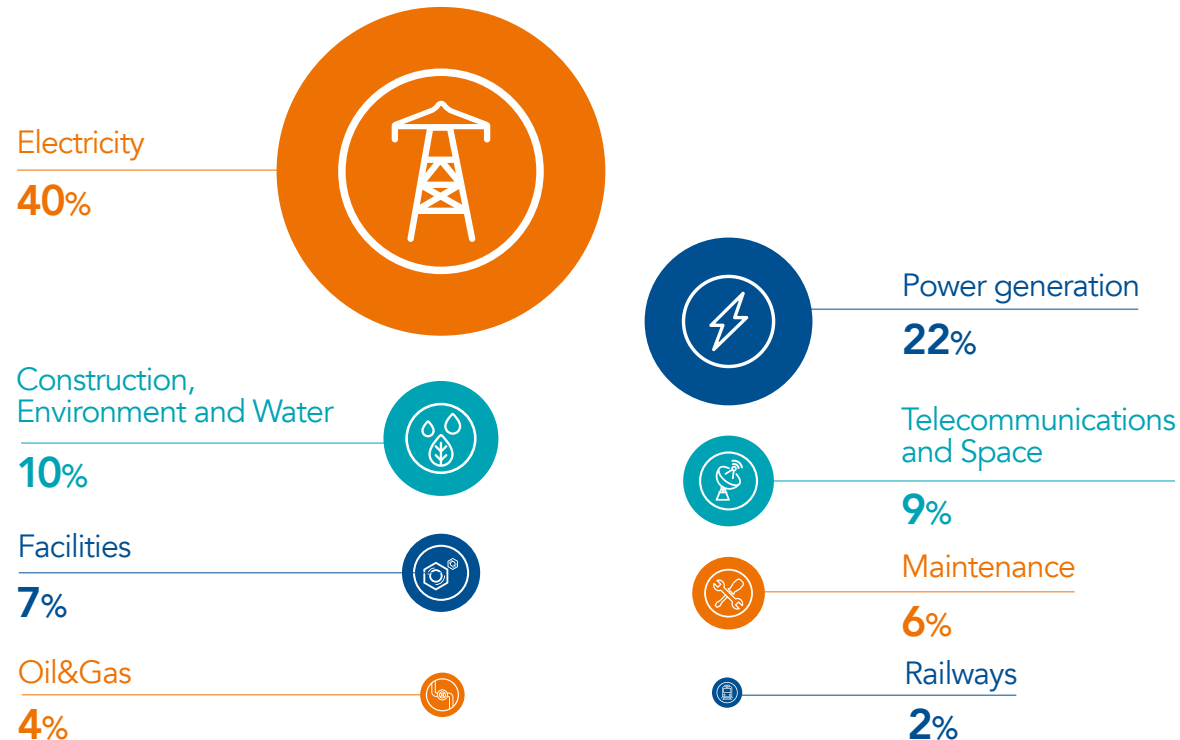 Electricity
40%
Power generation
22%
Construction,
Environment and Water
10%
Telecommunications
and Space
9%
Facilities
7%
Maintenance
6%
Oil&Gas
4%
Railways
2%